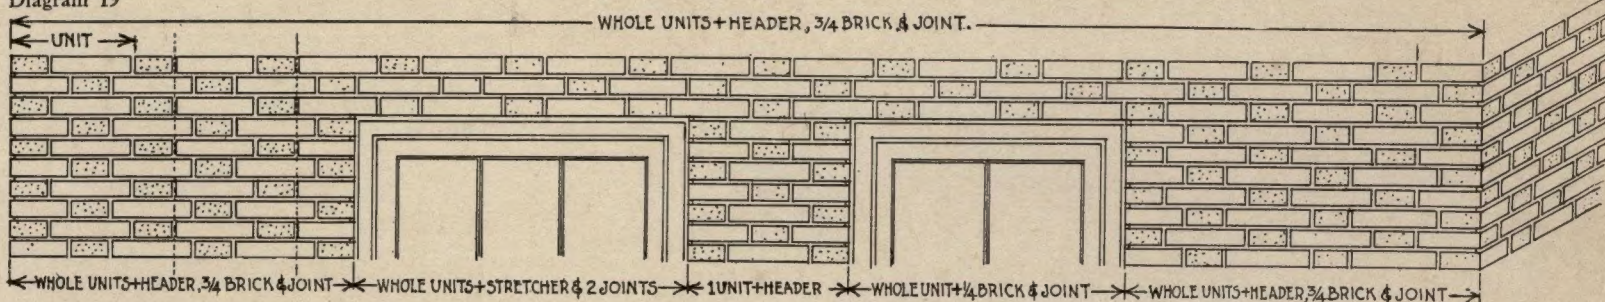 Diagram 19
WHOLE UNITS+HEADER, 3/4 BRICK & JOINT.
UNIT
WHOLE UNITS+HEADER, 3/4 BRICK & JOINT
WHOLE UNITS+STRETCHER & 2 JOINTS
1 UNIT+HEADER
WHOLE UNIT+1/4 BRICK & JOINT
WHOLE UNITS+HEADER, 3/4 BRICK & JOINT